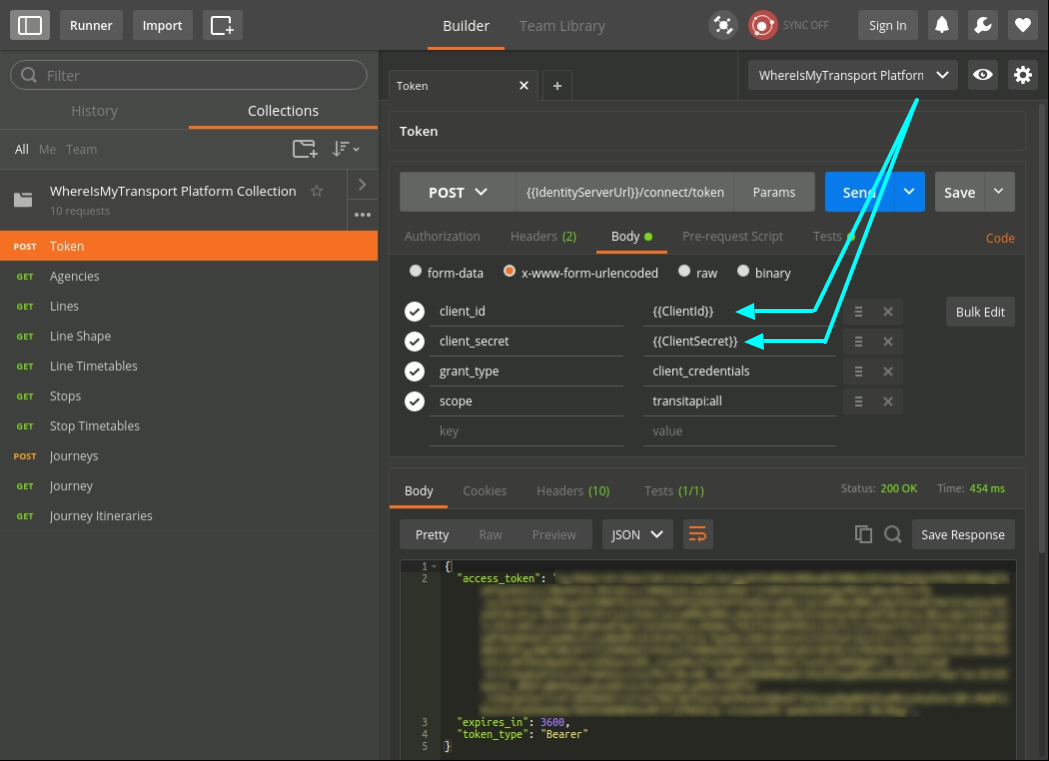 Runner Import Builder Team Library SYNC OFF Sign In
Filter
History Collections
All Me Team
WhereIsMyTransport Platform Collection
10 requests
POST Token
GET Agencies
GET Lines
GET Line Shape
GET Line Timetables
GET Stops
GET Stop Timetables
POST Journeys
GET Journey
GET Journey Itineraries
Token
WhereIsMyTransport Platforn
Token
POST {{IdentityServerUrl}}/connect/token Params Send Save
Authorization Headers (2) Body Pre-request Script Tests Code
form-data x-www-form-urlencoded raw binary
client_id {{ClientId}} Bulk Edit
client_secret {{ClientSecret}}
grant_type client_credentials
scope transitapi:all
key value
Body Cookies Headers (10) Tests (1/1) Status: 200 OK Time: 454 ms
Pretty Raw Preview JSON Save Response
1 {
2 "access_token": "
3 "expires_in": 3600,
4 "token_type": "Bearer"
5 }